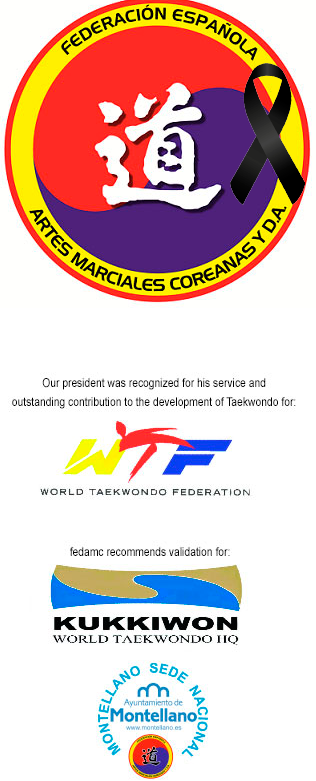 FEDERACIÓN ESPAÑOLA
道
ARTES MARCIALES COREANAS Y D.A.
Our president was recognized for his service and
outstanding contribution to the development of Taekwondo for:
WTF
WORLD TAEKWONDO FEDERATION
fedamc recommends validation for:
KUKKIWON
WORLD TAEKWONDO HQ
MONTELLANO SEDE NACIONAL
Ayuntamiento de
Montellano
www.montellano.es
道